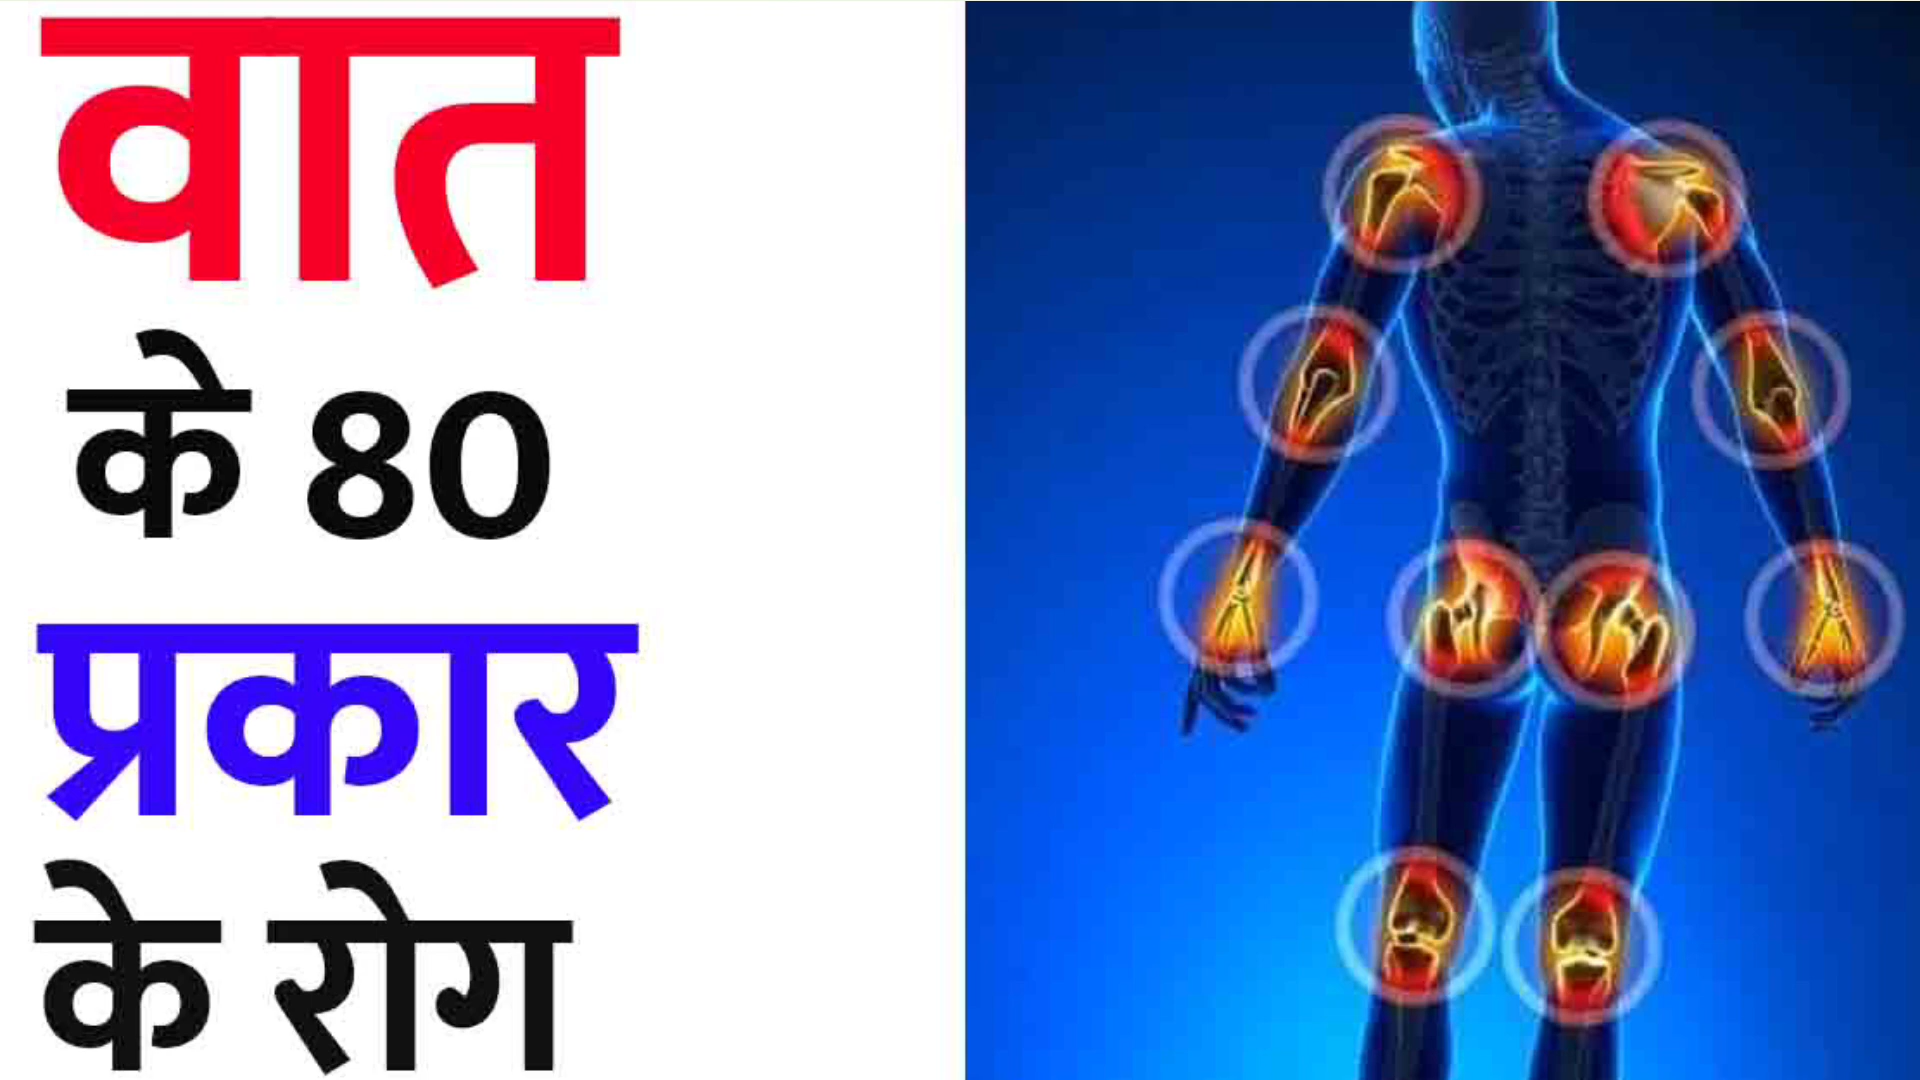 वात
के 80
प्रकार
के रोग